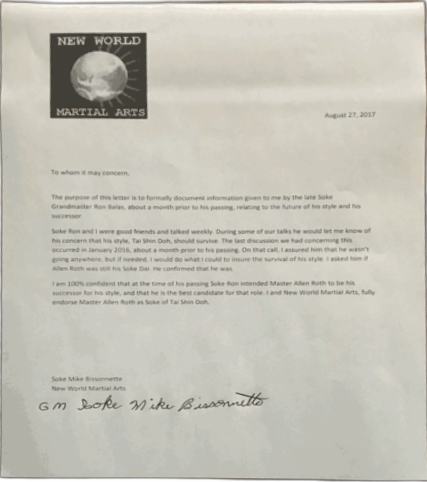 NEW WORLD
MARTIAL ARTS
August 27, 2017
To whom it may concern,
The purpose of this letter is to formally document information given to me by the late Soke
Grandmaster Ron Balas, about a month prior to his passing, relating to the future of his style and his
successor.
Soke Ron and I were good friends and talked weekly. During some of our talks he would let me know of
his concern that his style, Tai Shin Doh, should survive. The last discussion we had concerning this
occurred in January 2016, about a month prior to his passing. On that call, I assured him that he wasn't
going anywhere, but if needed, I would do what I could to insure the survival of his style. I asked him if
Allen Roth was still his Soke Dai. He confirmed that he was.
I am 100% confident that at the time of his passing Soke Ron intended Master Allen Roth to be his
successor for his style, and that he is the best candidate for that role. I and New World Martial Arts, fully
endorse Master Allen Roth as Soke of Tai Shin Doh.
Soke Mike Bissonnette
New World Martial Arts
GM Soke Mike Bissonnette